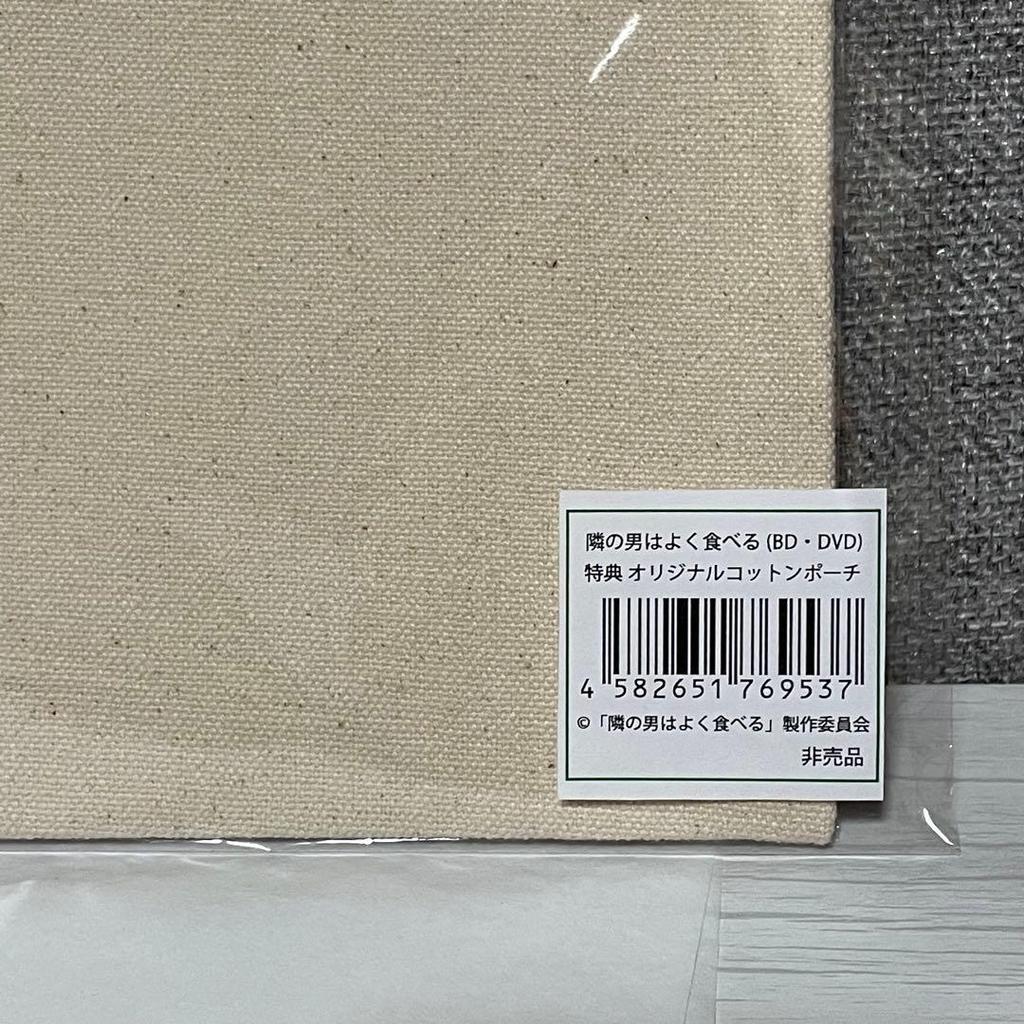 隣の男はよく食べる (BD・DVD)
特典 オリジナルコットンポーチ
4 582651 769537
©「隣の男はよく食べる」製作委員会
非売品